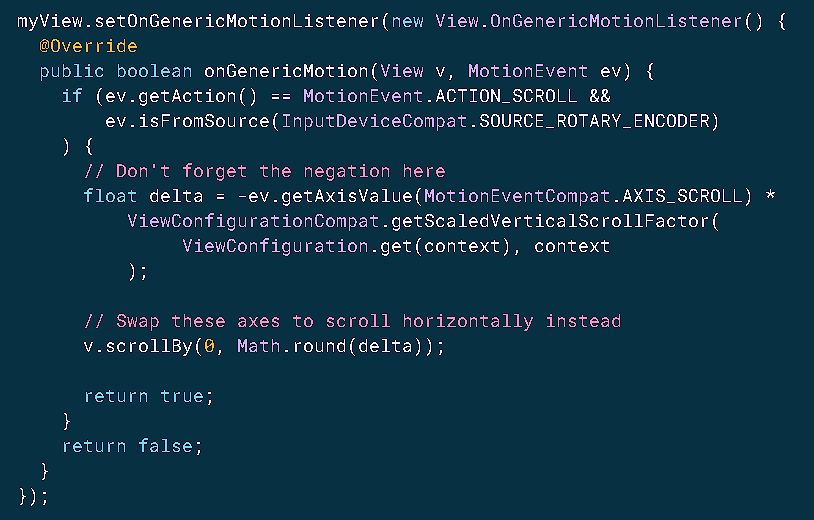 myView.setOnGenericMotionListener(new View.OnGenericMotionListener() {
  @Override
  public boolean onGenericMotion(View v, MotionEvent ev) {
    if (ev.getAction() == MotionEvent.ACTION_SCROLL &&
        ev.isFromSource(InputDeviceCompat.SOURCE_ROTARY_ENCODER)
    ) {
      // Don't forget the negation here
      float delta = -ev.getAxisValue(MotionEventCompat.AXIS_SCROLL) *
          ViewConfigurationCompat.getScaledVerticalScrollFactor(
               ViewConfiguration.get(context), context
          );

      // Swap these axes to scroll horizontally instead
      v.scrollBy(0, Math.round(delta));

      return true;
    }
    return false;
  }
});